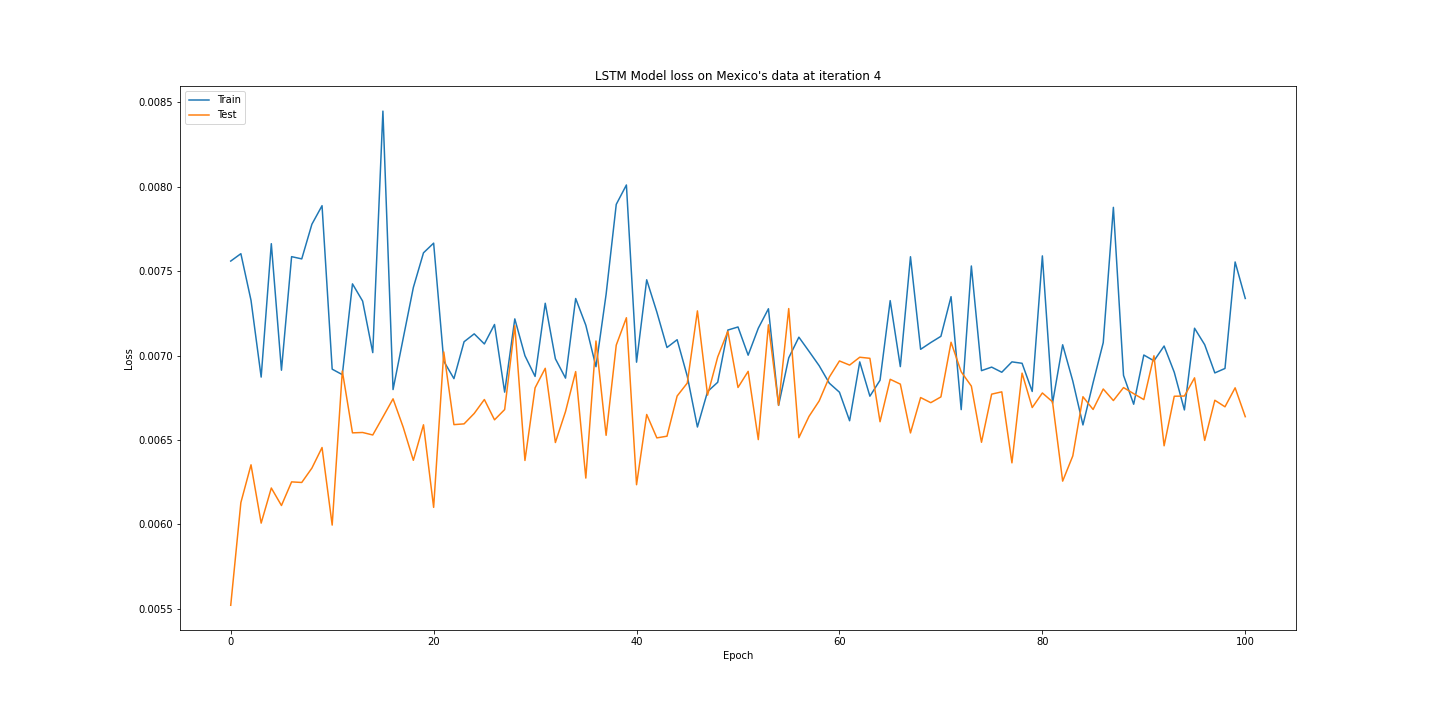 LSTM Model loss on Mexico's data at iteration 4
Train
Test
0.0085
0.0080
0.0075
0.0070
0.0065
0.0060
0.0055
Loss
0 20 40 60 80 100
Epoch